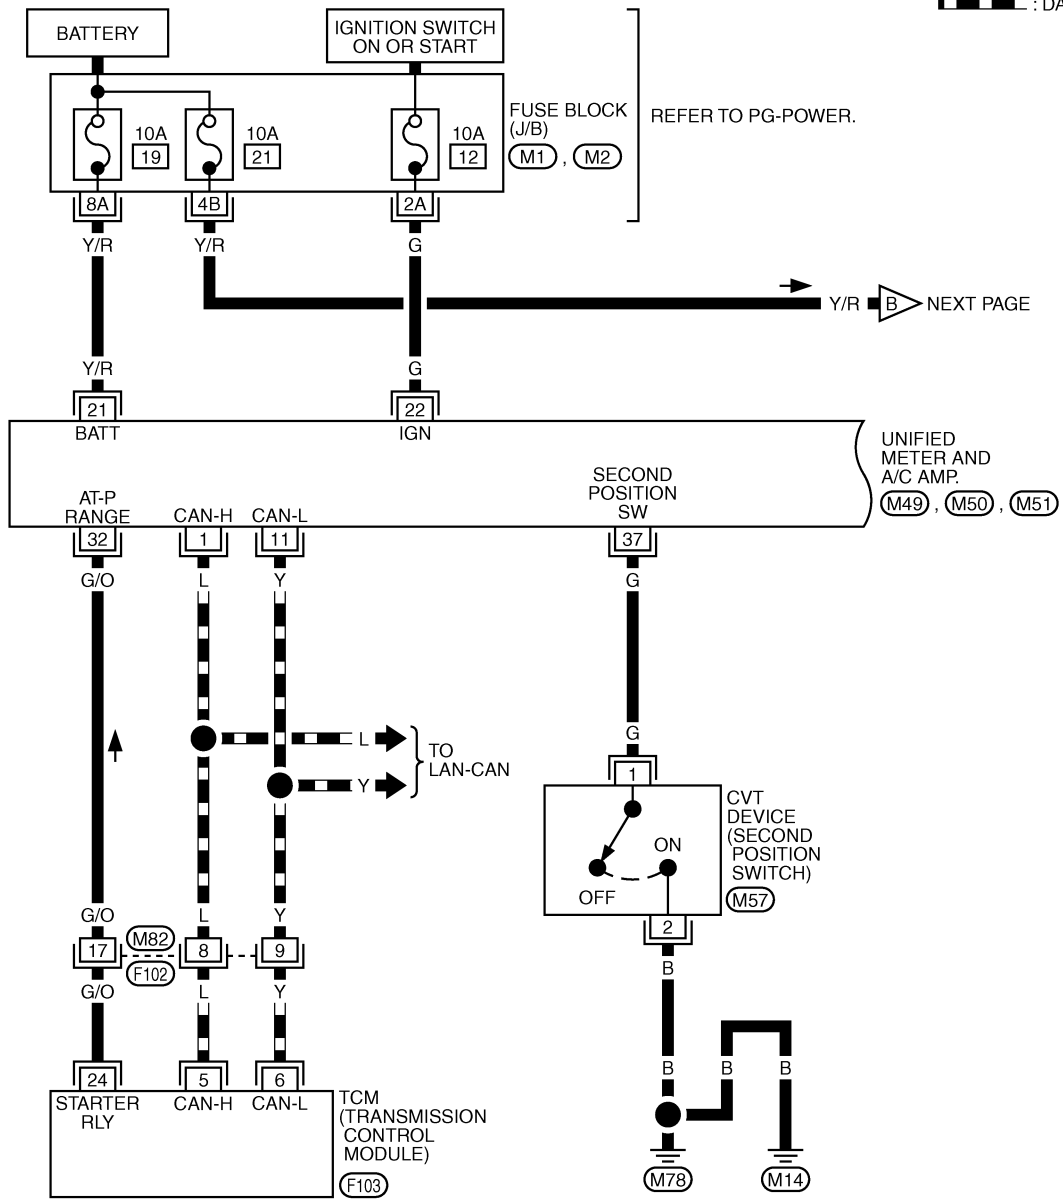 : DA
BATTERY
IGNITION SWITCH
ON OR START
10A
19
10A
21
10A
12
FUSE BLOCK
(J/B)
M1 , M2
REFER TO PG-POWER.
8A
4B
2A
Y/R
Y/R
G
Y/R
B
NEXT PAGE
Y/R
G
21
22
BATT
IGN
UNIFIED
METER AND
A/C AMP.
M49 , M50 , M51
SECOND
POSITION
SW
AT-P
RANGE
CAN-H
CAN-L
32
1
11
37
G/O
L
Y
G
L
Y
TO
LAN-CAN
G
1
CVT
DEVICE
(SECOND
POSITION
SWITCH)
M57
ON
OFF
2
G/O
L
Y
17
M82
F102
8
9
G/O
L
Y
B
B
B
B
24
5
6
STARTER
RLY
CAN-H
CAN-L
TCM
(TRANSMISSION
CONTROL
MODULE)
F103
M78
M14